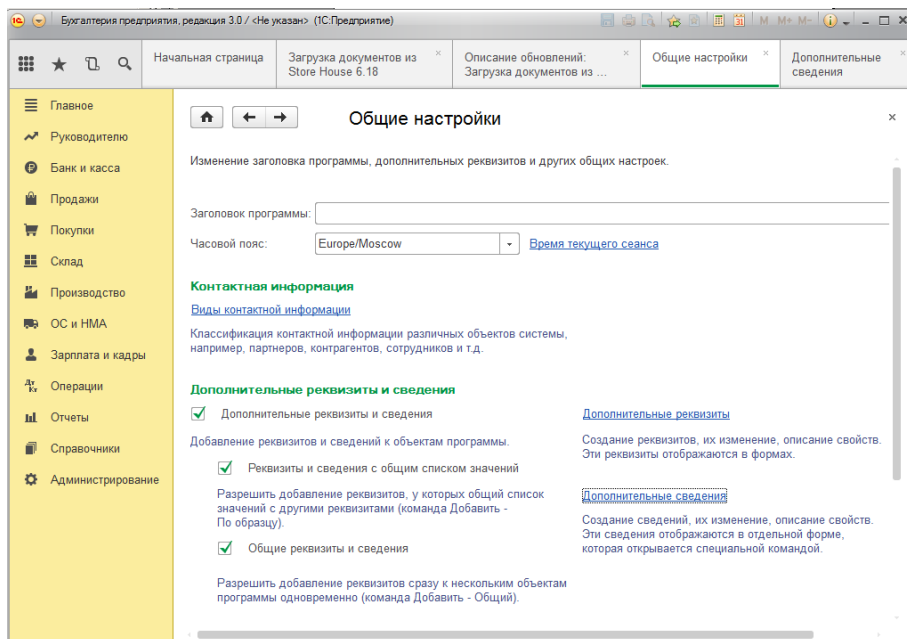 Бухгалтерия предприятия, редакция 3.0 / <Не указан> (1С:Предприятие)
M M+ M-
Начальная страница
Загрузка документов из
Store House 6.18
Описание обновлений:
Загрузка документов из ...
Общие настройки
Дополнительные
сведения
Главное
Руководителю
Банк и касса
Продажи
Покупки
Склад
Производство
ОС и НМА
Зарплата и кадры
Операции
Отчеты
Справочники
Администрирование
Общие настройки
Изменение заголовка программы, дополнительных реквизитов и других общих настроек.
Заголовок программы:
Часовой пояс: Europe/Moscow Время текущего сеанса
Контактная информация
Виды контактной информации
Классификация контактной информации различных объектов системы,
например, партнеров, контрагентов, сотрудников и т.д.
Дополнительные реквизиты и сведения
Дополнительные реквизиты и сведения
Добавление реквизитов и сведений к объектам программы.
Реквизиты и сведения с общим списком значений
Разрешить добавление реквизитов, у которых общий список
значений с другими реквизитами (команда Добавить -
По образцу).
Общие реквизиты и сведения
Разрешить добавление реквизитов сразу к нескольким объектам
программы одновременно (команда Добавить - Общий).
Дополнительные реквизиты
Создание реквизитов, их изменение, описание свойств.
Эти реквизиты отображаются в формах.
Дополнительные сведения
Создание сведений, их изменение, описание свойств.
Эти сведения отображаются в отдельной форме,
которая открывается специальной командой.